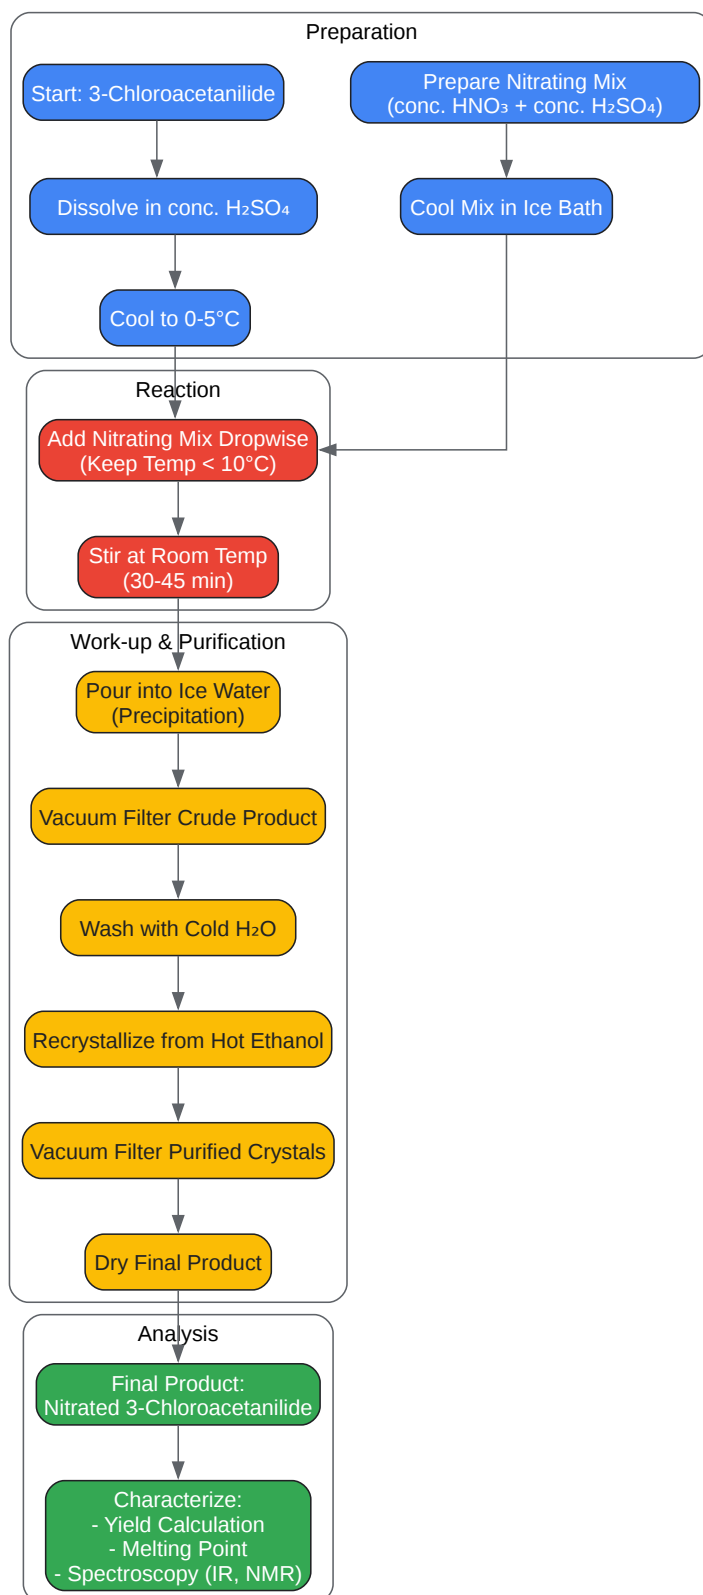 Preparation
Start: 3-Chloroacetanilide
Prepare Nitrating Mix
(conc. HNO₃ + conc. H₂SO₄)
Dissolve in conc. H₂SO₄
Cool Mix in Ice Bath
Cool to 0-5°C
Reaction
Add Nitrating Mix Dropwise
(Keep Temp < 10°C)
Stir at Room Temp
(30-45 min)
Work-up & Purification
Pour into Ice Water
(Precipitation)
Vacuum Filter Crude Product
Wash with Cold H₂O
Recrystallize from Hot Ethanol
Vacuum Filter Purified Crystals
Dry Final Product
Analysis
Final Product:
Nitrated 3-Chloroacetanilide
Characterize:
- Yield Calculation
- Melting Point
- Spectroscopy (IR, NMR)